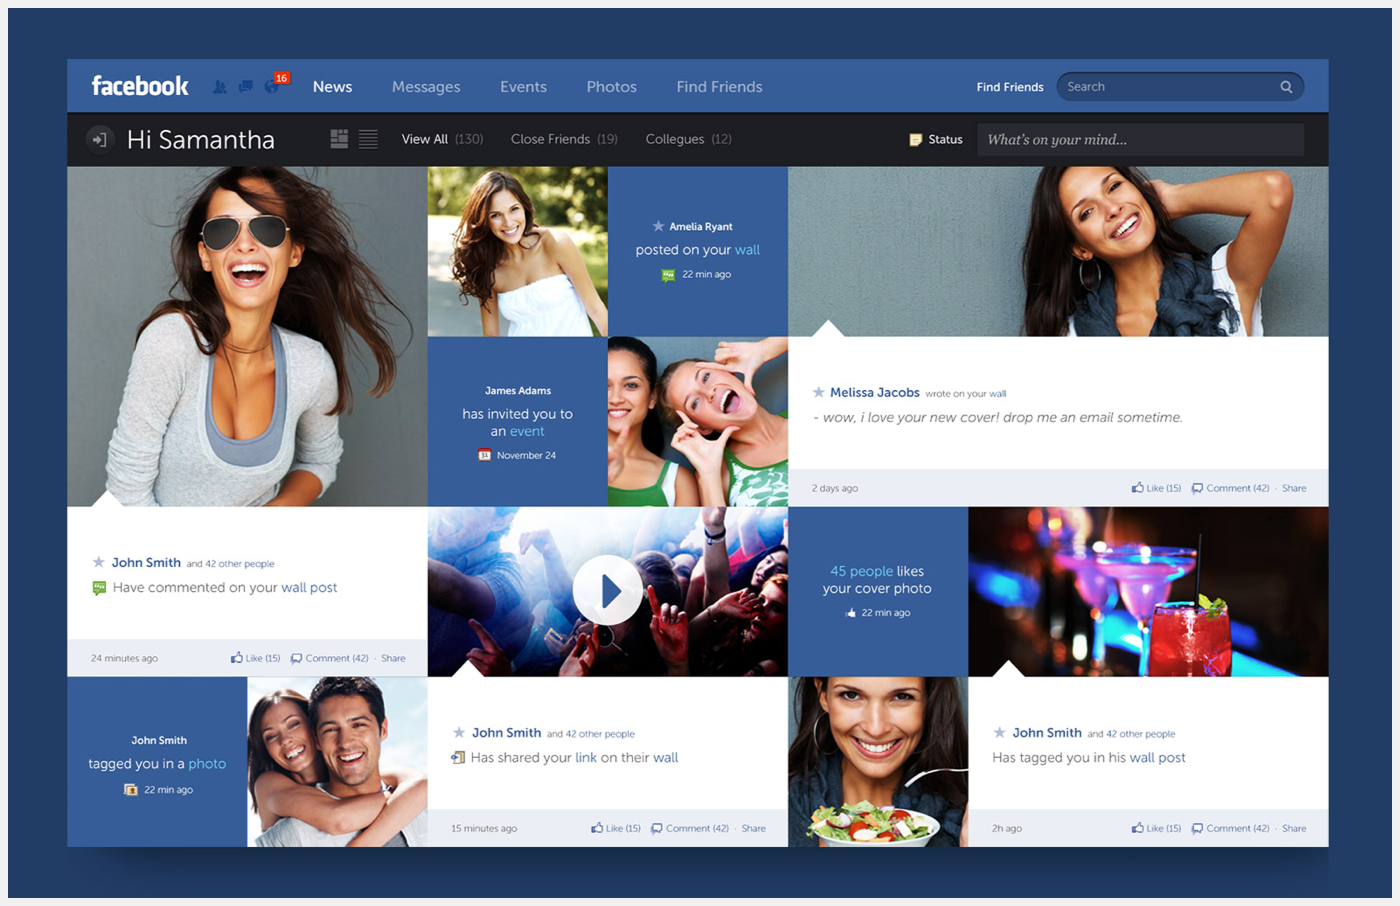 facebook
16
News
Messages
Events
Photos
Find Friends
Find Friends
Search
Hi Samantha
View All (130)
Close Friends (19)
Collegues (12)
Status
What's on your mind...
Amelia Ryant
posted on your wall
22 min ago
James Adams
has invited you to
an event
31 November 24
Melissa Jacobs wrote on your wall
- wow, i love your new cover! drop me an email sometime.
2 days ago
Like (15) Comment (42) · Share
John Smith and 42 other people
Have commented on your wall post
24 minutes ago
Like (15) Comment (42) · Share
45 people likes
your cover photo
22 min ago
John Smith
tagged you in a photo
22 min ago
John Smith and 42 other people
Has shared your link on their wall
15 minutes ago
Like (15) Comment (42) · Share
John Smith and 42 other people
Has tagged you in his wall post
2h ago
Like (15) Comment (42) · Share